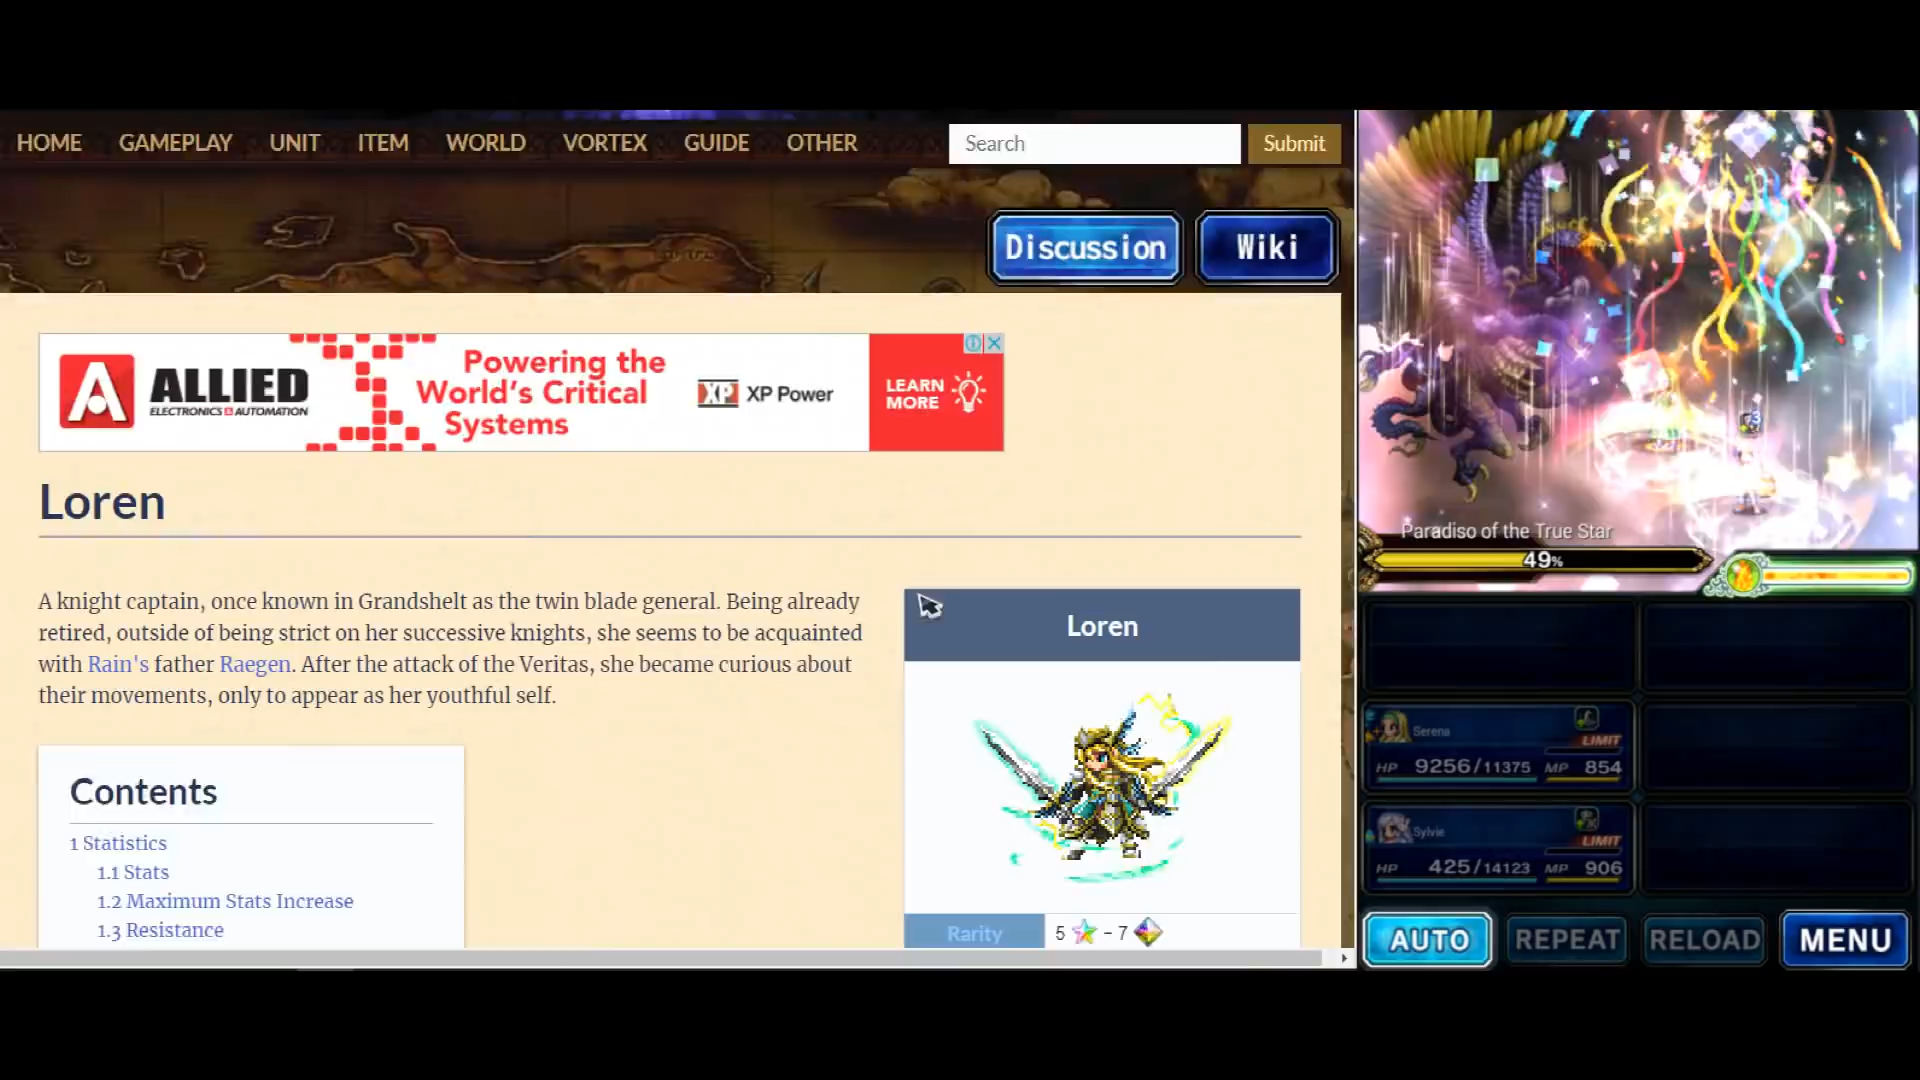 HOME GAMEPLAY UNIT ITEM WORLD VORTEX GUIDE OTHER Search Submit
Discussion Wiki
ALLIED
ELECTRONICS & AUTOMATION
Powering the
World's Critical
Systems
XP XP Power
LEARN
MORE
Loren
A knight captain, once known in Grandshelt as the twin blade general. Being already
retired, outside of being strict on her successive knights, she seems to be acquainted
with Rain's father Raegen. After the attack of the Veritas, she became curious about
their movements, only to appear as her youthful self.
Contents
1 Statistics
1.1 Stats
1.2 Maximum Stats Increase
1.3 Resistance
Loren
Rarity 5 - 7
Paradiso of the True Star
49%
3
Serena
LIMIT
HP 9256/11375 MP 854
Sylvie
LIMIT
HP 425/14123 MP 906
AUTO REPEAT RELOAD MENU